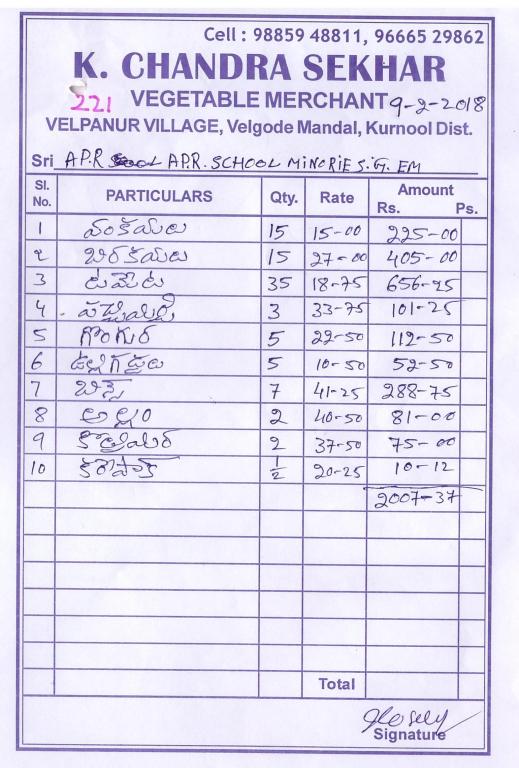 Cell : 98859 48811, 96665 29862
K. CHANDRA SEKHAR
221 VEGETABLE MERCHANT 9-2-2018
VELPANUR VILLAGE, Velgode Mandal, Kurnool Dist.
Sri A.P.R A.P.R. SCHOOL MINORIES.G. EM
Sl. No. PARTICULARS Qty. Rate Amount Rs. Ps.
1 వంకాయలు 15 15-00 225-00
2 బీరకాయలు 15 27-00 405-00
3 టమోట 35 18-75 656-25
4 పచ్చిమిర్చి 3 33-75 101-25
5 గోంగుర 5 22-50 112-50
6 ఉల్లిగడ్డలు 5 10-50 52-50
7 బీన్స్ 7 41-25 288-75
8 అల్లం 2 40-50 81-00
9 కొత్తిమీర 2 37-50 75-00
10 కరేపాక్ 1/2 20-25 10-12
2007-37
Total
Signature